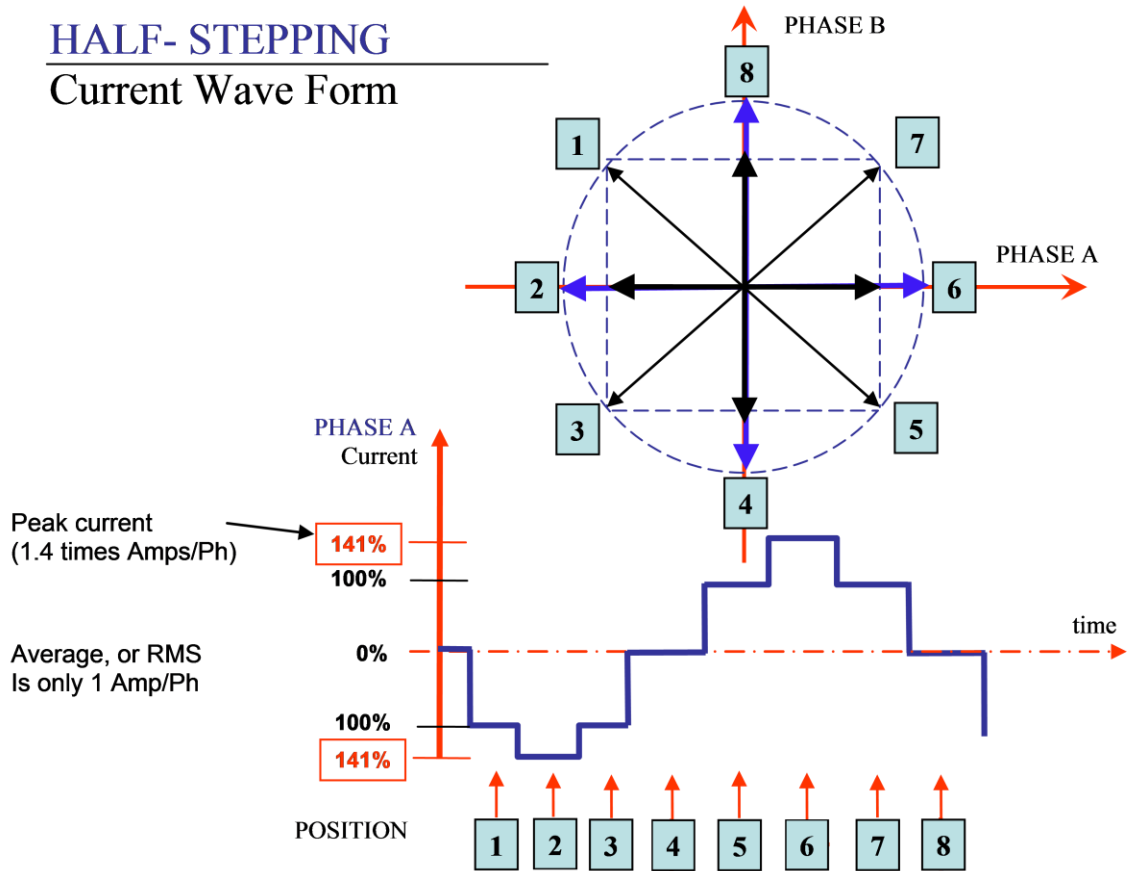 HALF- STEPPING
Current Wave Form
PHASE B
8
1
7
PHASE A
2
6
3
5
4
PHASE A
Current
Peak current
(1.4 times Amps/Ph)
141%
100%
time
Average, or RMS
Is only 1 Amp/Ph
0%
100%
141%
POSITION
1 2 3 4 5 6 7 8